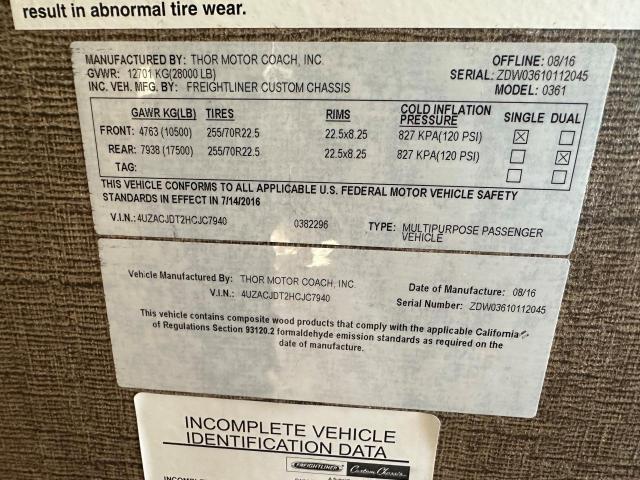 result in abnormal tire wear.
MANUFACTURED BY: THOR MOTOR COACH, INC. OFFLINE: 08/16
GVWR: 12701 KG(28000 LB) SERIAL: ZDW03610112045
INC. VEH. MFG. BY: FREIGHTLINER CUSTOM CHASSIS MODEL: 0361
GAWR KG(LB) TIRES RIMS COLD INFLATION PRESSURE SINGLE DUAL
FRONT: 4763 (10500) 255/70R22.5 22.5x8.25 827 KPA(120 PSI) ☒ ☐
REAR: 7938 (17500) 255/70R22.5 22.5x8.25 827 KPA(120 PSI) ☐ ☒
TAG: ☐ ☐
THIS VEHICLE CONFORMS TO ALL APPLICABLE U.S. FEDERAL MOTOR VEHICLE SAFETY
STANDARDS IN EFFECT IN 7/14/2016
V.I.N.: 4UZACJDT2HCJC7940 0382296 TYPE: MULTIPURPOSE PASSENGER
VEHICLE
Vehicle Manufactured By: THOR MOTOR COACH, INC. Date of Manufacture: 08/16
V.I.N.: 4UZACJDT2HCJC7940 Serial Number: ZDW03610112045
This vehicle contains composite wood products that comply with the applicable California
of Regulations Section 93120.2 formaldehyde emission standards as required on the
date of manufacture.
INCOMPLETE VEHICLE
IDENTIFICATION DATA
FREIGHTLINER Custom Chassis